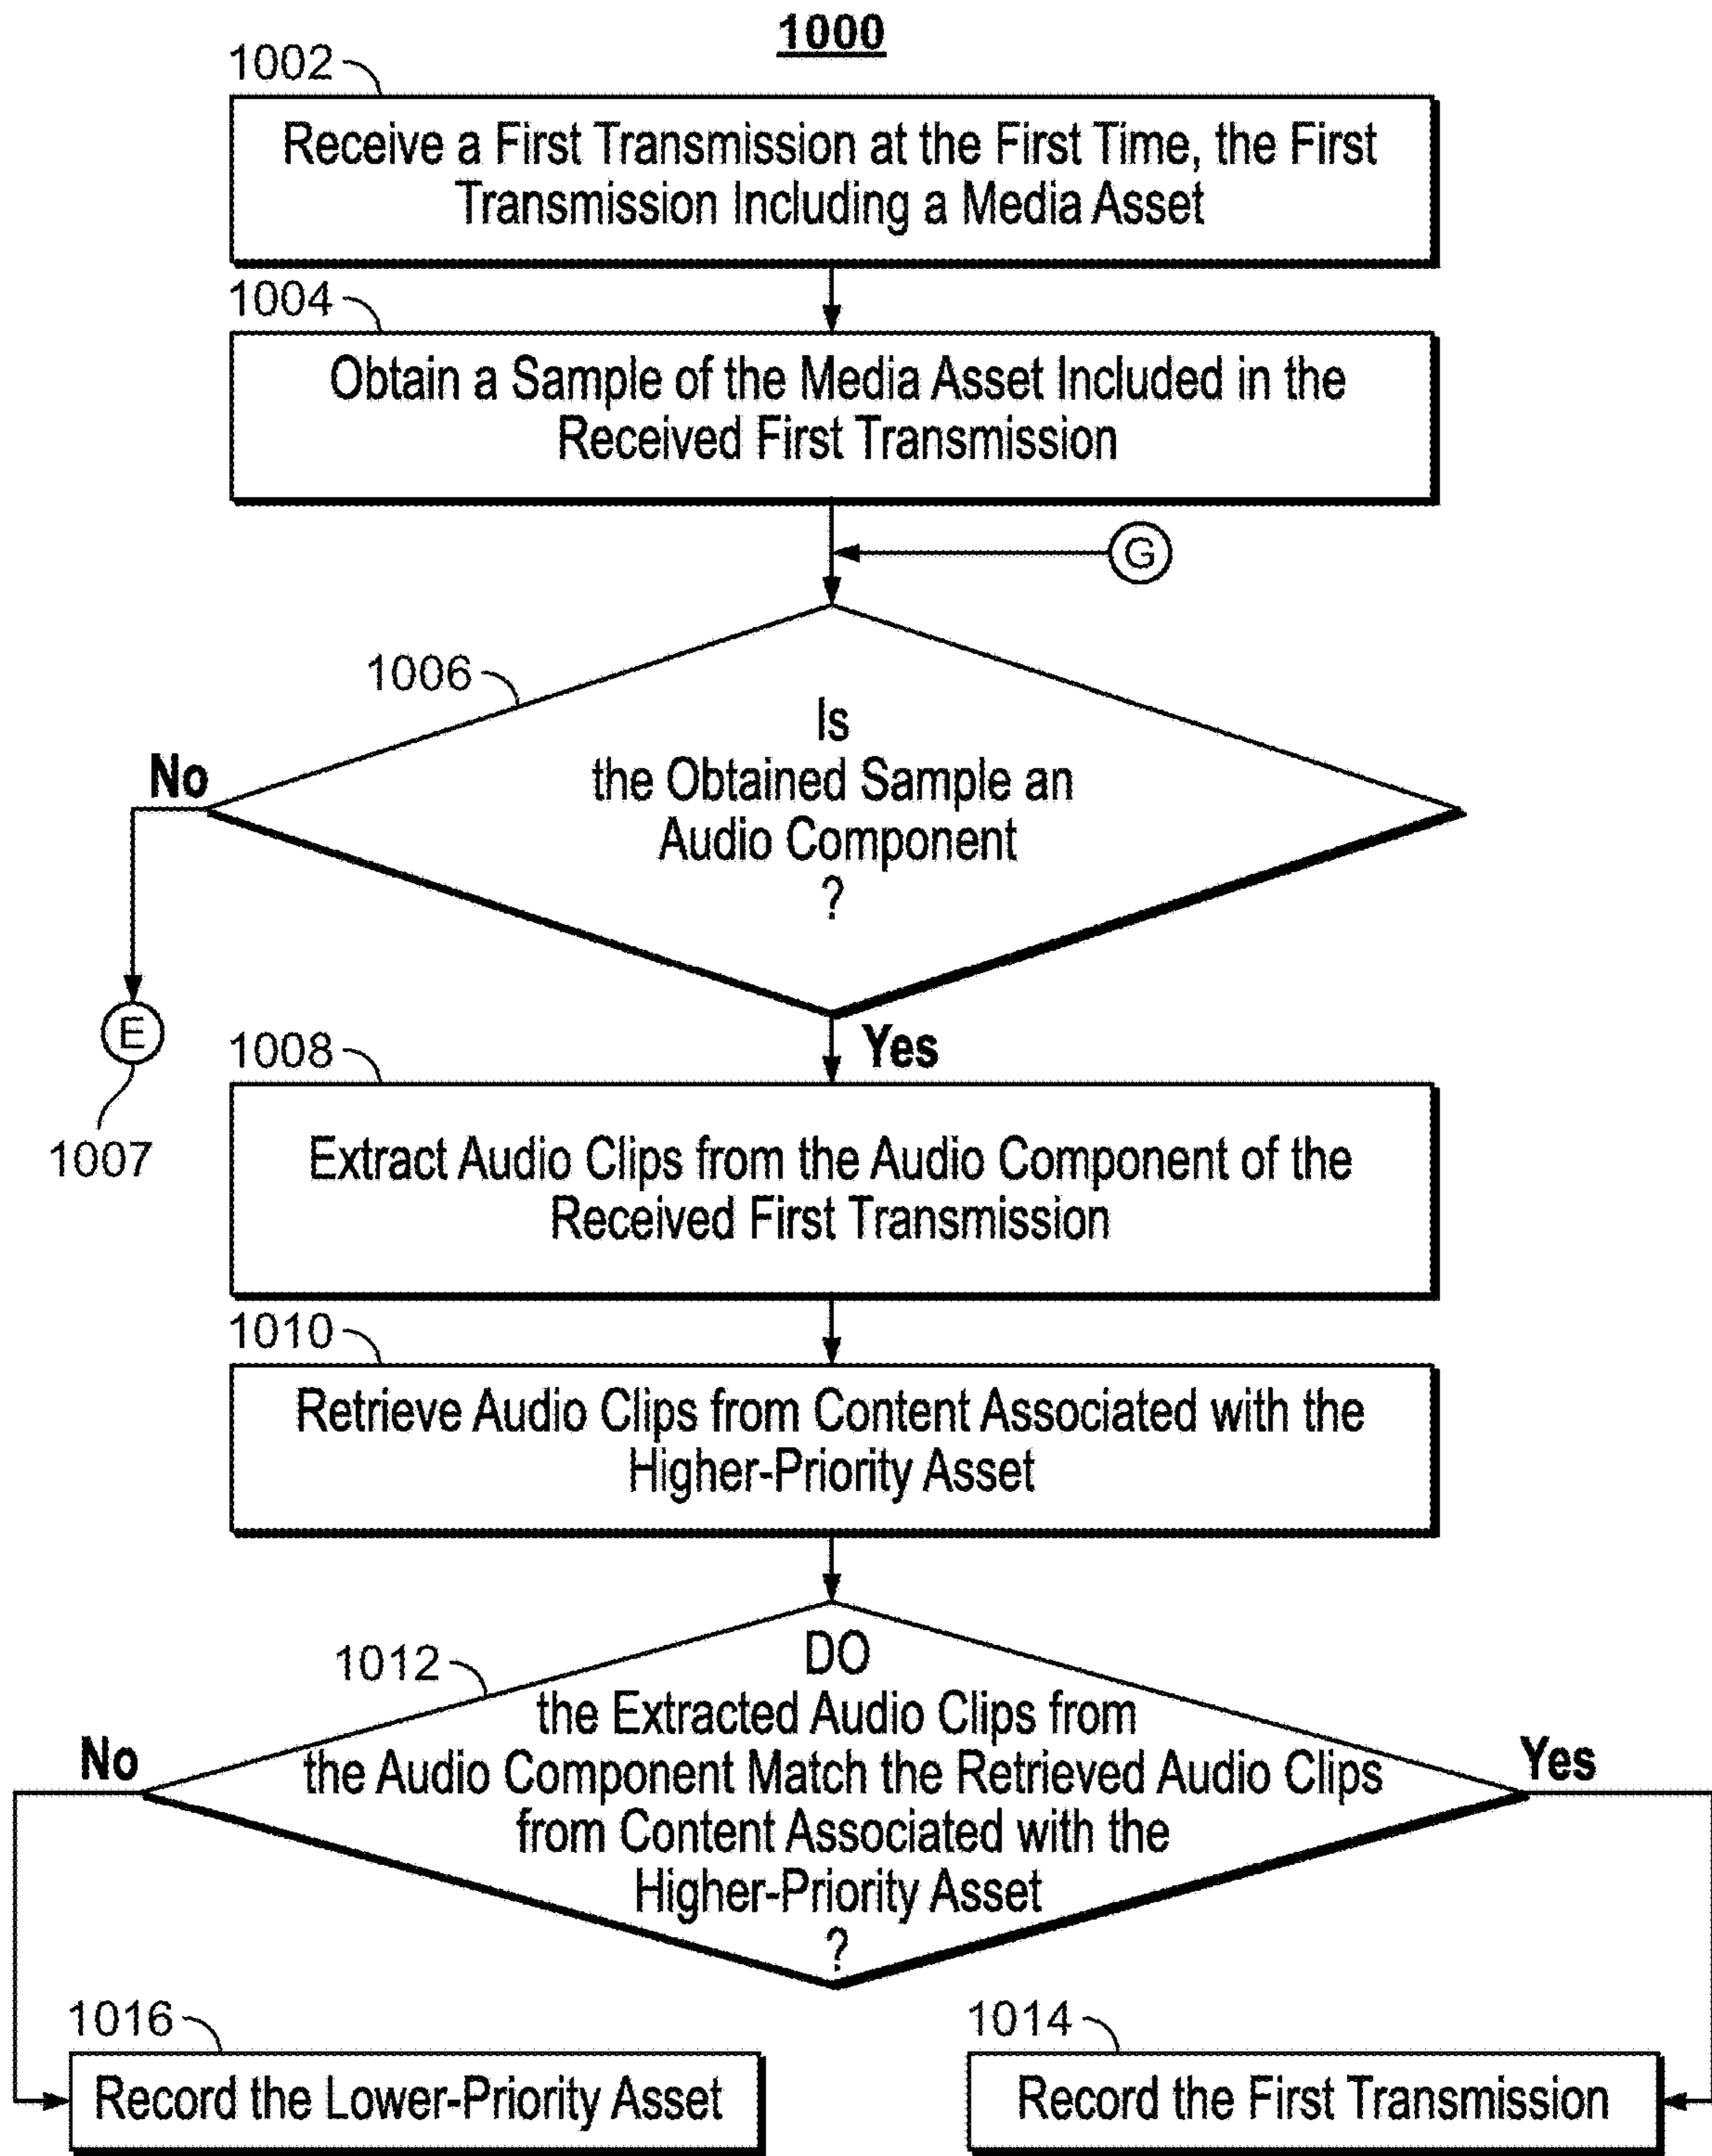 1000
1002
Receive a First Transmission at the First Time, the First
Transmission Including a Media Asset
1004
Obtain a Sample of the Media Asset Included in the
Received First Transmission
G
1006
Is
the Obtained Sample an
Audio Component
?
No
E
1007
Yes
1008
Extract Audio Clips from the Audio Component of the
Received First Transmission
1010
Retrieve Audio Clips from Content Associated with the
Higher-Priority Asset
1012
DO
the Extracted Audio Clips from
the Audio Component Match the Retrieved Audio Clips
from Content Associated with the
Higher-Priority Asset
?
No
Yes
1016
Record the Lower-Priority Asset
1014
Record the First Transmission